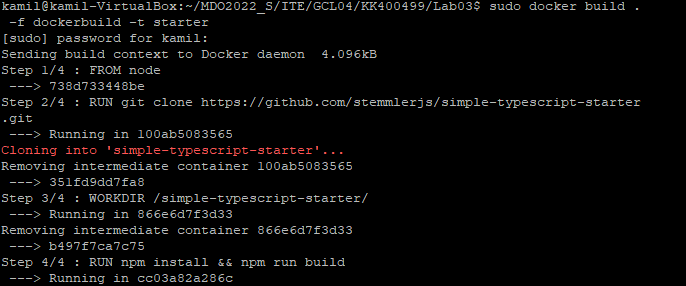 kamil@kamil-VirtualBox:~/MDO2022_S/ITE/GCL04/KK400499/Lab03$ sudo docker build .
 -f dockerbuild -t starter
[sudo] password for kamil:
Sending build context to Docker daemon  4.096kB
Step 1/4 : FROM node
 ---> 738d733448be
Step 2/4 : RUN git clone https://github.com/stemmlerjs/simple-typescript-starter
.git
 ---> Running in 100ab5083565
Cloning into 'simple-typescript-starter'...
Removing intermediate container 100ab5083565
 ---> 351fd9dd7fa8
Step 3/4 : WORKDIR /simple-typescript-starter/
 ---> Running in 866e6d7f3d33
Removing intermediate container 866e6d7f3d33
 ---> b497f7ca7c75
Step 4/4 : RUN npm install && npm run build
 ---> Running in cc03a82a286c